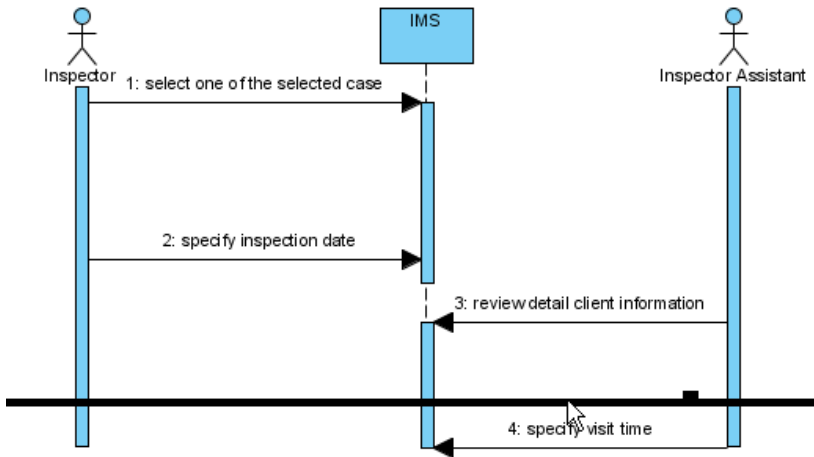 IMS
Inspector
Inspector Assistant
1: select one of the selected case
2: specify inspection date
3: review detail client information
4: specify visit time